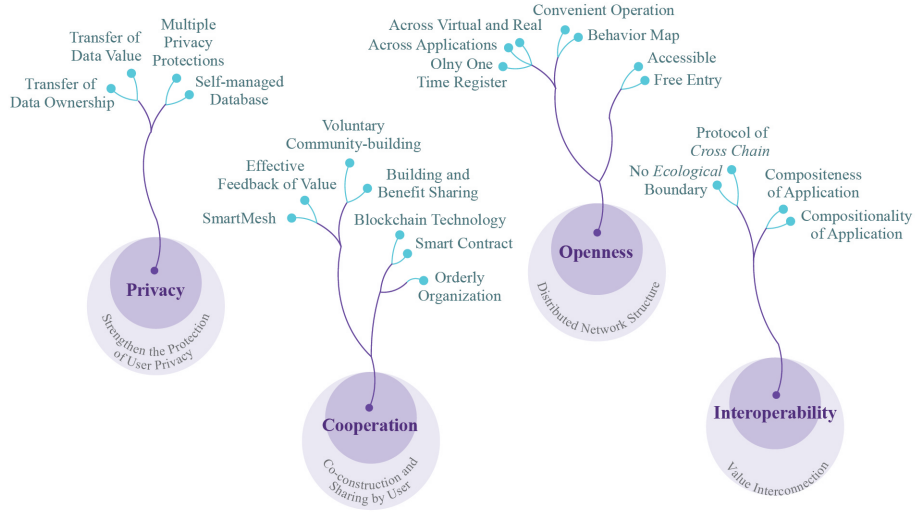 Transfer of
Data Value
Multiple
Privacy
Protections
Transfer of
Data Ownership
Self-managed
Database
Privacy
Strengthen the Protection
of User Privacy
Voluntary
Community-building
Effective
Feedback of Value
Building and
Benefit Sharing
SmartMesh
Blockchain Technology
Smart Contract
Orderly
Organization
Cooperation
Co-construction and
Sharing by User
Across Virtual and Real
Convenient Operation
Across Applications
Behavior Map
Olny One
Time Register
Accessible
Free Entry
Openness
Distributed Network Structure
Protocol of
Cross Chain
No Ecological
Boundary
Compositeness
of Application
Compositionality
of Application
Interoperability
Value Interconnection